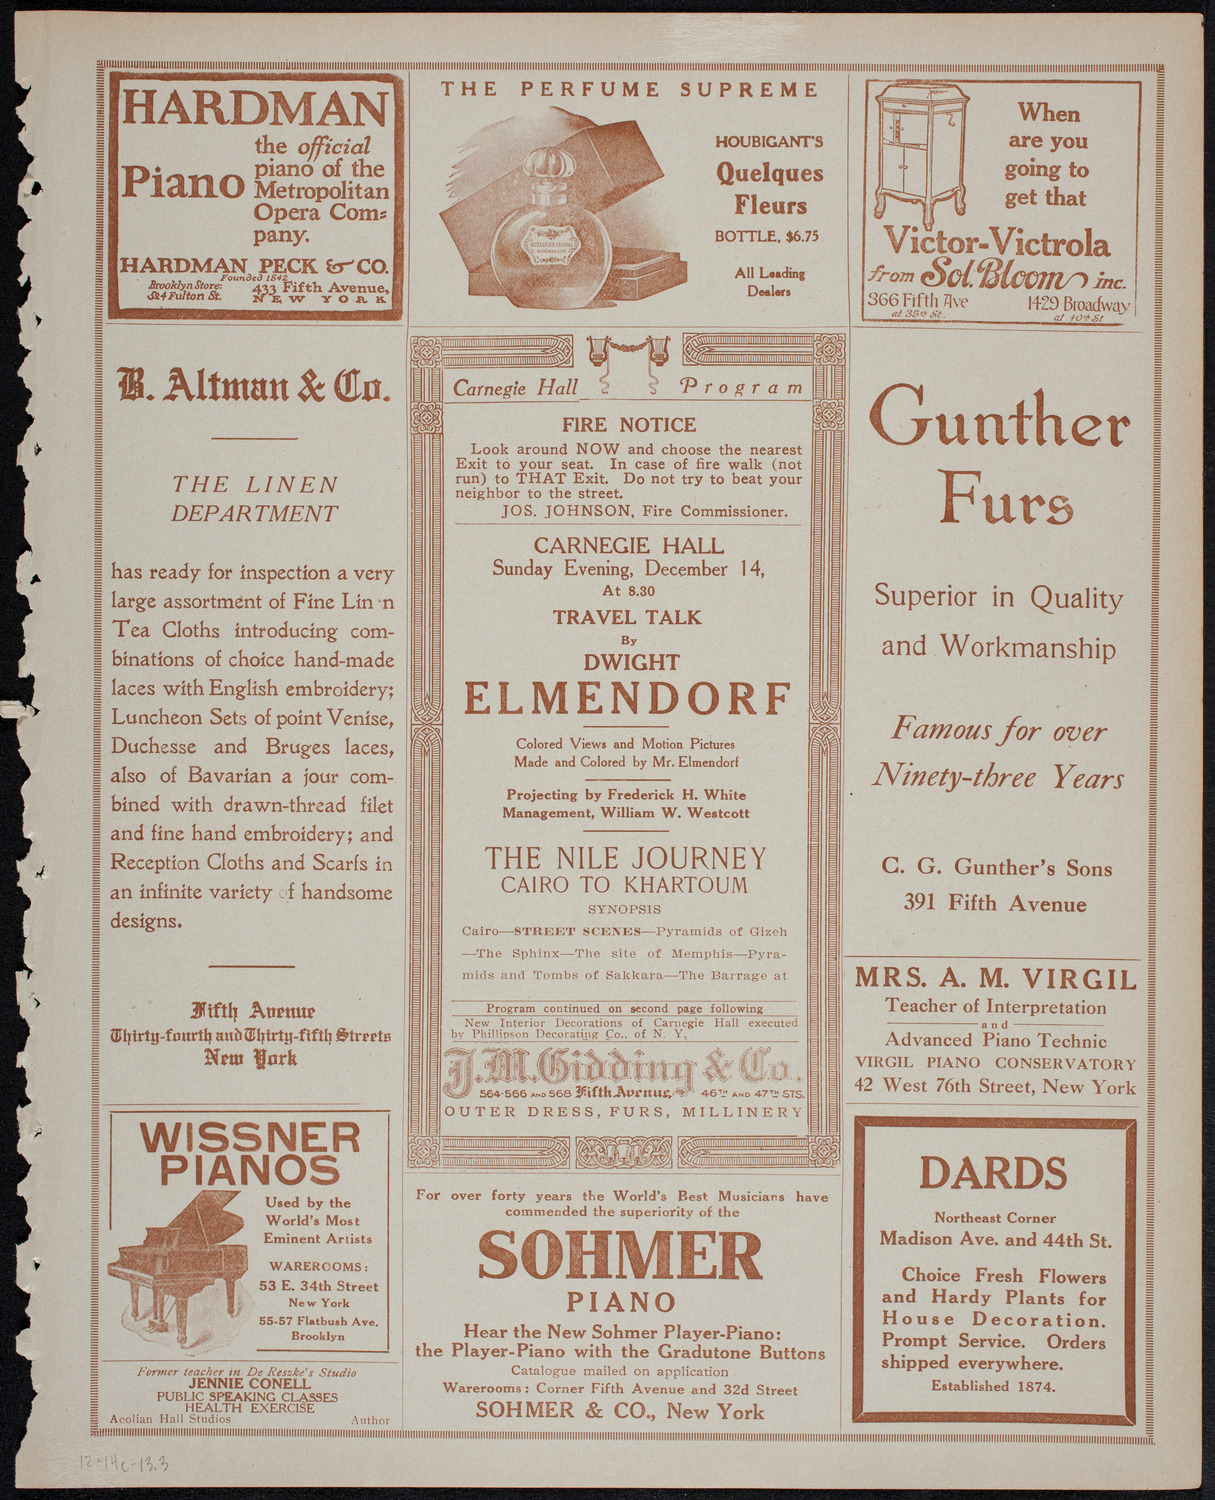 HARDMAN
Piano
the official
piano of the
Metropolitan
Opera Com=
pany.
HARDMAN PECK & CO.
Founded 1842
Brooklyn Store:
524 Fulton St.
433 Fifth Avenue,
NEW YORK
THE PERFUME SUPREME
HOUBIGANT'S
Quelques
Fleurs
BOTTLE, $6.75
All Leading
Dealers
When
are you
going to
get that
Victor-Victrola
from Sol. Bloom inc.
366 Fifth Ave
at 35th St.
1429 Broadway
at 40th St
B. Altman & Co.
THE LINEN
DEPARTMENT
has ready for inspection a very
large assortment of Fine Lin n
Tea Cloths introducing com-
binations of choice hand-made
laces with English embroidery;
Luncheon Sets of point Venise,
Duchesse and Bruges laces,
also of Bavarian a jour com-
bined with drawn-thread filet
and fine hand embroidery; and
Reception Cloths and Scarfs in
an infinite variety of handsome
designs.
Fifth Avenue
Thirty-fourth and Thirty-fifth Streets
New York
WISSNER
PIANOS
Used by the
World's Most
Eminent Artists
WAREROOMS:
53 E. 34th Street
New York
55-57 Flatbush Ave.
Brooklyn
Former teacher in De Reszke's Studio
JENNIE CONELL
PUBLIC SPEAKING CLASSES
HEALTH EXERCISE
Aeolian Hall Studios Author
Carnegie Hall Program
FIRE NOTICE
Look around NOW and choose the nearest
Exit to your seat. In case of fire walk (not
run) to THAT Exit. Do not try to beat your
neighbor to the street.
JOS. JOHNSON, Fire Commissioner.
CARNEGIE HALL
Sunday Evening, December 14,
At 8.30
TRAVEL TALK
By
DWIGHT
ELMENDORF
Colored Views and Motion Pictures
Made and Colored by Mr. Elmendorf
Projecting by Frederick H. White
Management, William W. Westcott
THE NILE JOURNEY
CAIRO TO KHARTOUM
SYNOPSIS
Cairo—STREET SCENES—Pyramids of Gizeh
—The Sphinx—The site of Memphis—Pyra-
mids and Tombs of Sakkara—The Barrage at
Program continued on second page following
New Interior Decorations of Carnegie Hall executed
by Phillipson Decorating Co., of N. Y.
J. M. Gidding & Co.
564-566 AND 568 Fifth Avenue, 46TH AND 47TH STS.
OUTER DRESS, FURS, MILLINERY
For over forty years the World's Best Musicians have
commended the superiority of the
SOHMER
PIANO
Hear the New Sohmer Player-Piano:
the Player-Piano with the Gradutone Buttons
Catalogue mailed on application
Warerooms: Corner Fifth Avenue and 32d Street
SOHMER & CO., New York
Gunther
Furs
Superior in Quality
and Workmanship
Famous for over
Ninety-three Years
C. G. Gunther's Sons
391 Fifth Avenue
MRS. A. M. VIRGIL
Teacher of Interpretation
and
Advanced Piano Technic
VIRGIL PIANO CONSERVATORY
42 West 76th Street, New York
DARDS
Northeast Corner
Madison Ave. and 44th St.
Choice Fresh Flowers
and Hardy Plants for
House Decoration.
Prompt Service. Orders
shipped everywhere.
Established 1874.
12-14e-13.3